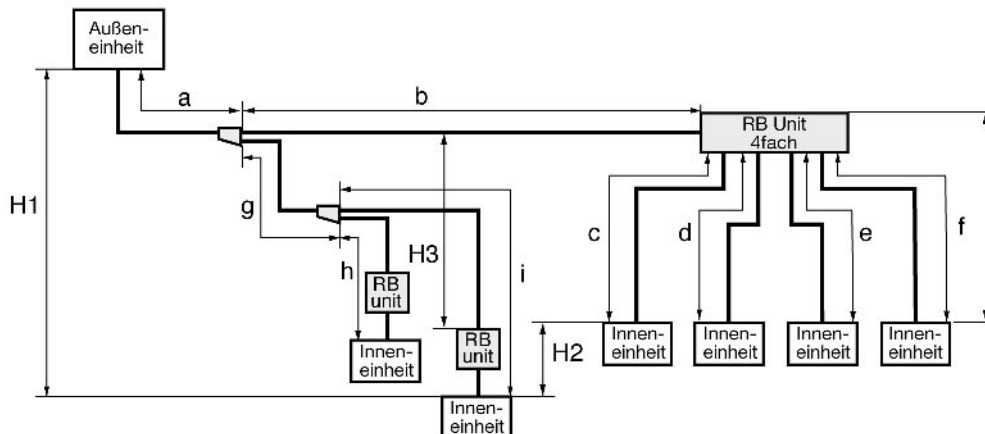 Außen-
einheit
a
b
RB Unit
4fach
H1
g
c
d
e
f
h
H3
i
RB
unit
Innen-
einheit
RB
unit
H2
Innen-
einheit
Innen-
einheit
Innen-
einheit
Innen-
einheit
Innen-
einheit